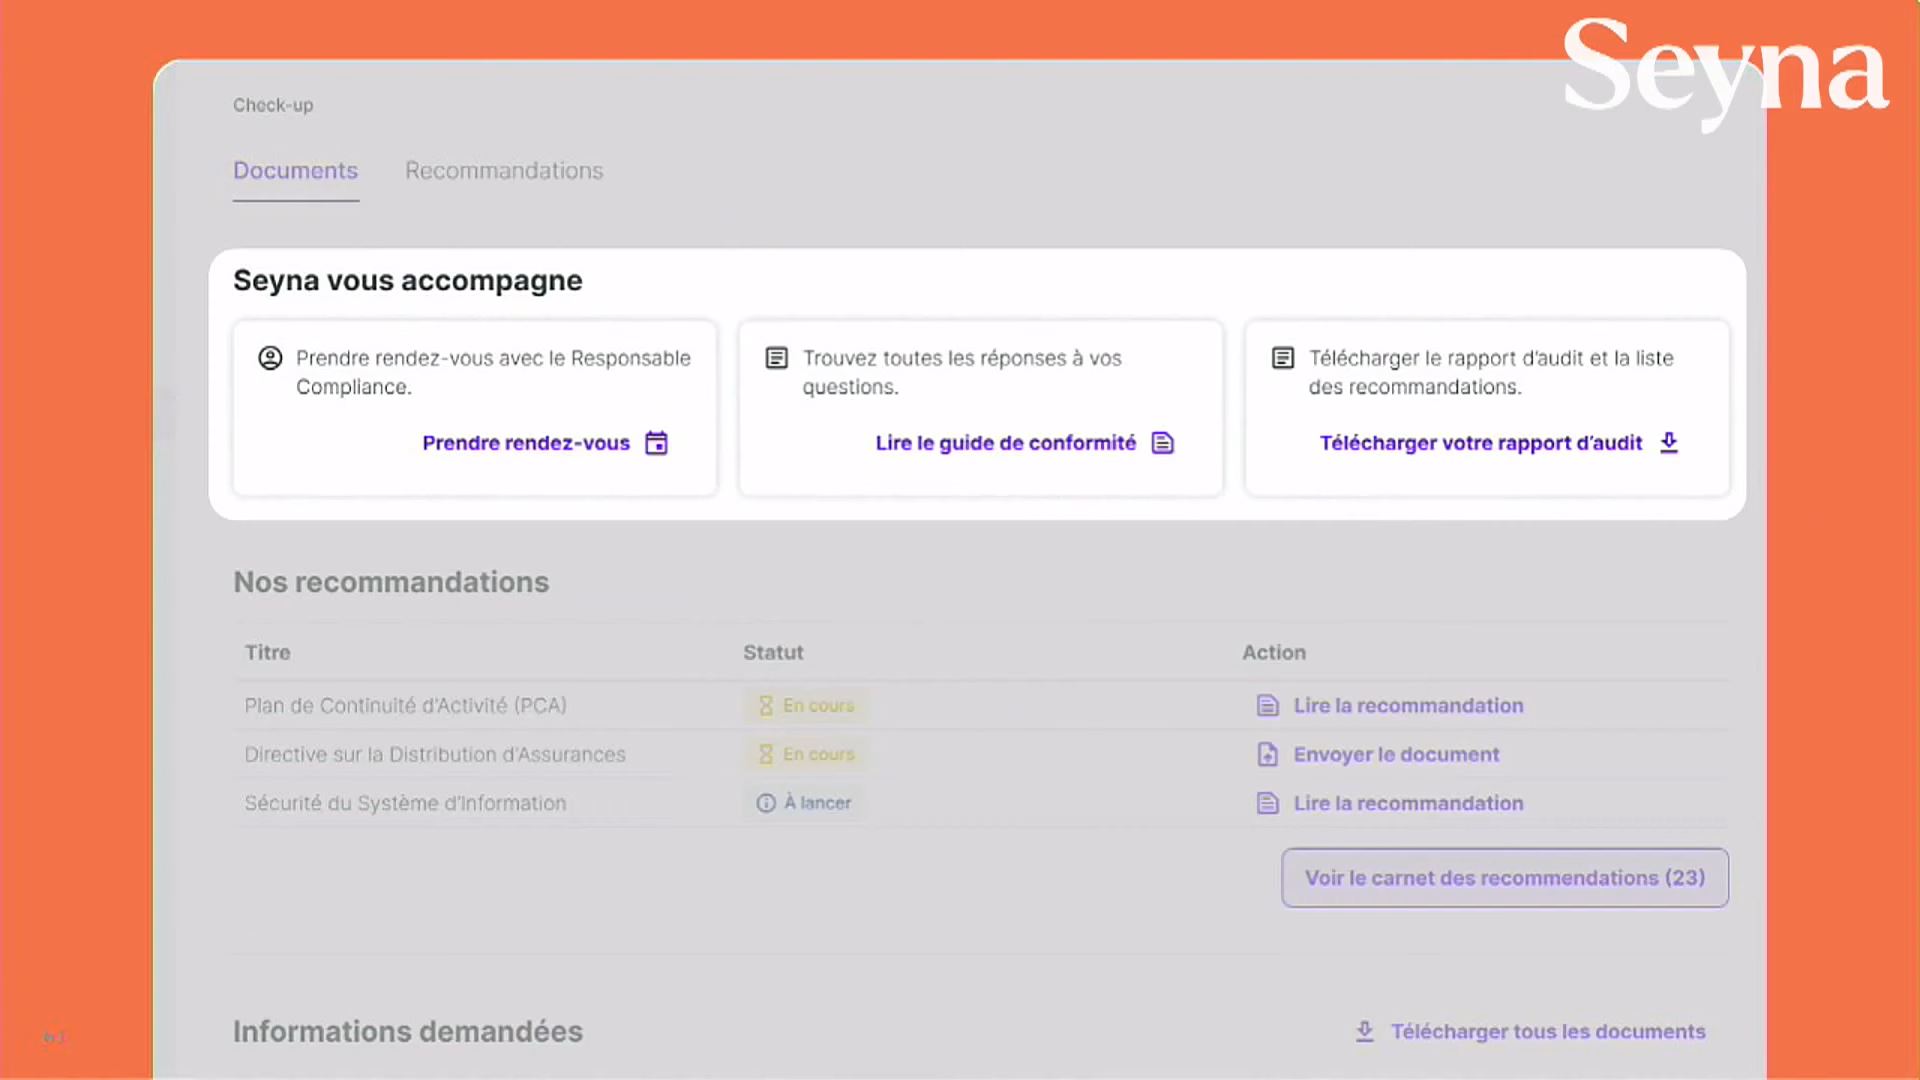 Seyna
Check-up
Documents Recommandations
Seyna vous accompagne
Prendre rendez-vous avec le Responsable
Compliance.
Prendre rendez-vous
Trouvez toutes les réponses à vos
questions.
Lire le guide de conformité
Télécharger le rapport d'audit et la liste
des recommandations.
Télécharger votre rapport d'audit
Nos recommandations
Titre Statut Action
Plan de Continuité d'Activité (PCA) En cours Lire la recommandation
Directive sur la Distribution d'Assurances En cours Envoyer le document
Sécurité du Système d'Information À lancer Lire la recommandation
Voir le carnet des recommendations (23)
Informations demandées Télécharger tous les documents